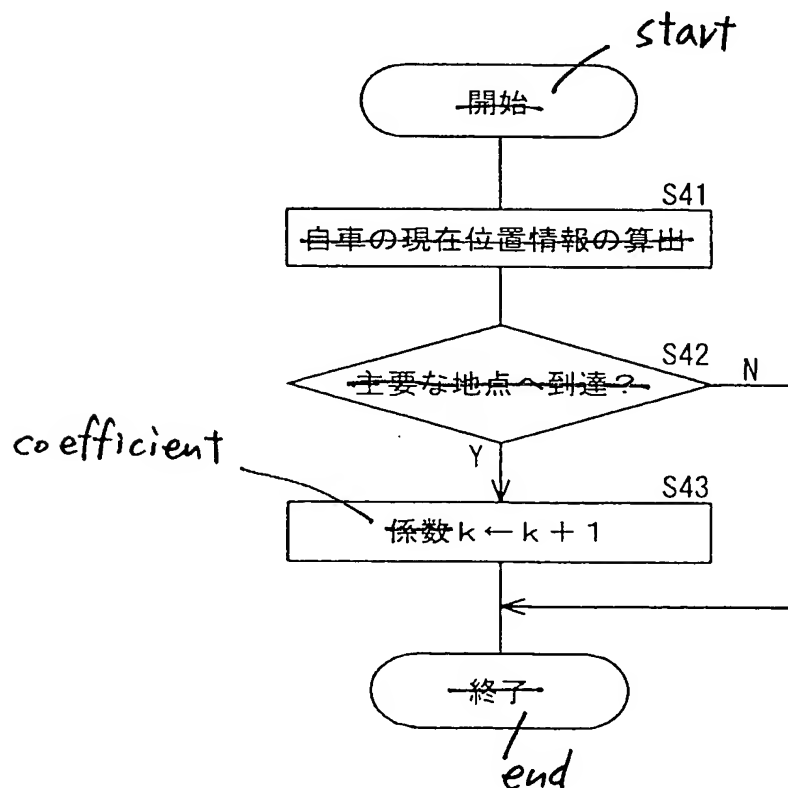 start
開始
S41
自車の現在位置情報の算出
S42
主要な地点へ到達?
N
coefficient
Y
S43
係数k←k+1
終了
end